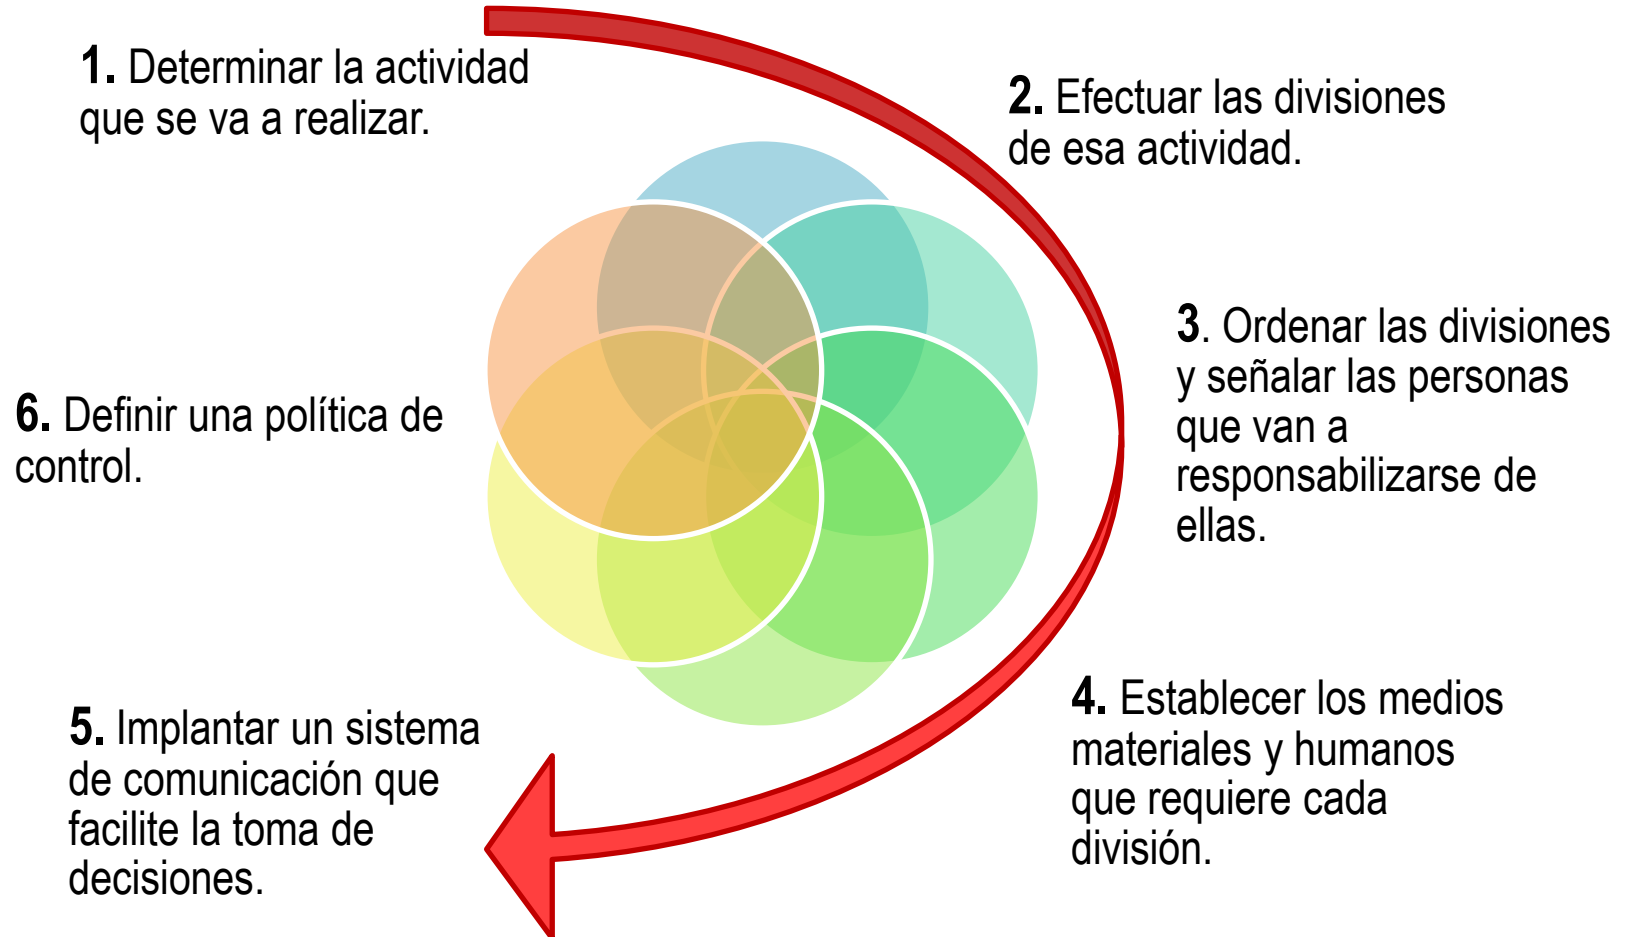 1. Determinar la actividad
que se va a realizar.
2. Efectuar las divisiones
de esa actividad.
3. Ordenar las divisiones
y señalar las personas
que van a
responsabilizarse de
ellas.
4. Establecer los medios
materiales y humanos
que requiere cada
división.
5. Implantar un sistema
de comunicación que
facilite la toma de
decisiones.
6. Definir una política de
control.